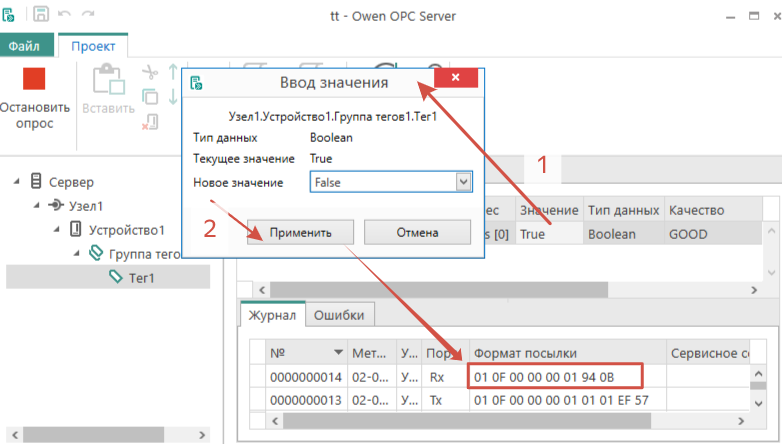 tt - Owen OPC Server
Файл
Проект
Остановить
опрос
Вставить
Ввод значения
Узел1.Устройство1.Группа тегов1.Тег1
Тип данных Boolean
Текущее значение True
Новое значение False
1
2
Применить
Отмена
Сервер
Узел1
Устройство1
Группа тего
Тег1
ес Значение Тип данных Качество
s [0] True Boolean GOOD
Журнал Ошибки
№ Мет... У... Пор Формат посылки Сервисное с
0000000014 02-0... У... Rx 01 0F 00 00 00 01 94 0B
0000000013 02-0... У... Tx 01 0F 00 00 00 01 01 01 EF 57